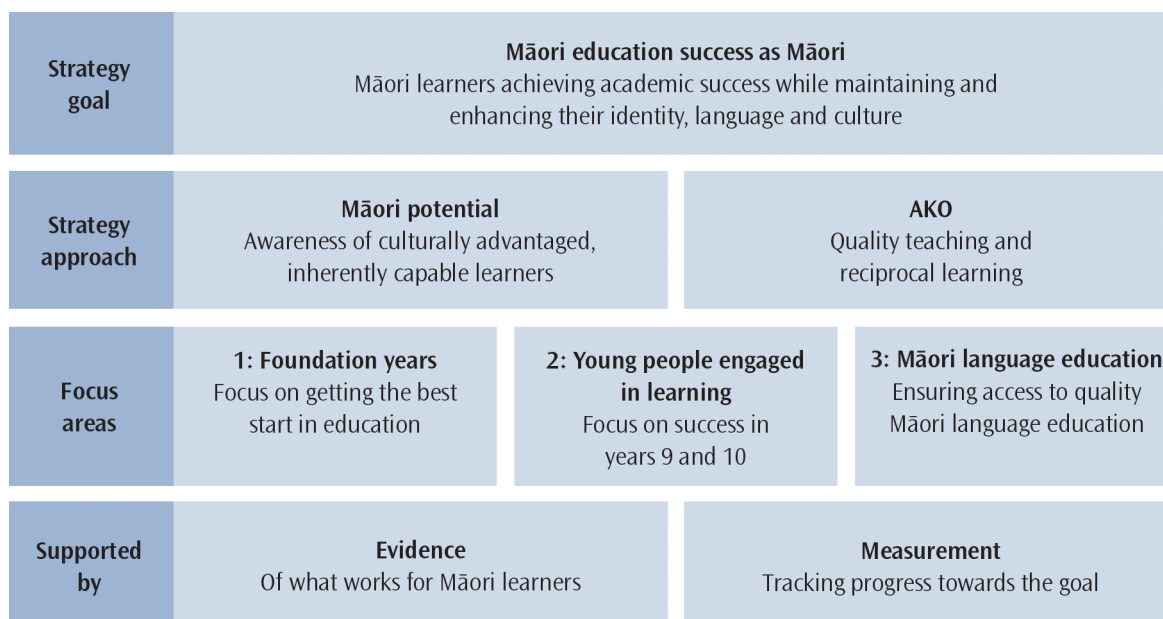 Strategy
goal
Māori education success as Māori
Māori learners achieving academic success while maintaining and
enhancing their identity, language and culture
Strategy
approach
Māori potential
Awareness of culturally advantaged,
inherently capable learners
AKO
Quality teaching and
reciprocal learning
Focus
areas
1: Foundation years
Focus on getting the best
start in education
2: Young people engaged
in learning
Focus on success in
years 9 and 10
3: Māori language education
Ensuring access to quality
Māori language education
Supported
by
Evidence
Of what works for Māori learners
Measurement
Tracking progress towards the goal